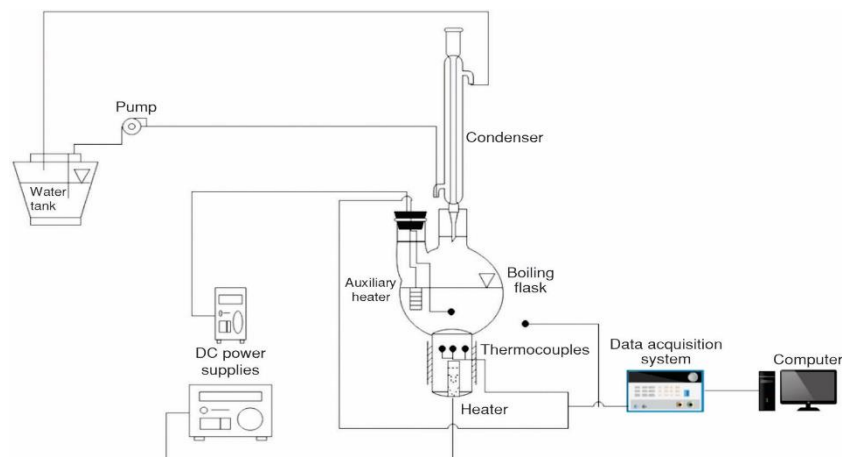 Pump
Condenser
Water
tank
Auxiliary
heater
Boiling
flask
DC power
supplies
Thermocouples
Data acquisition
system
Computer
Heater